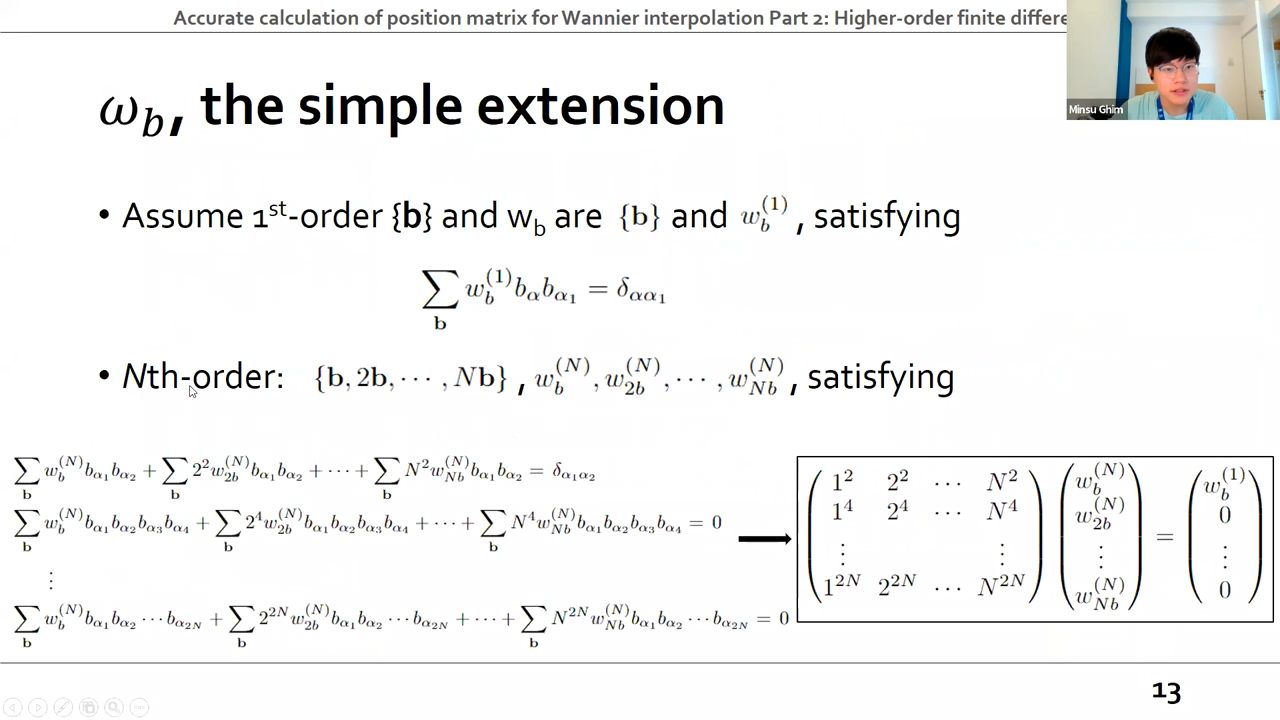 Accurate calculation of position matrix for Wannier interpolation Part 2: Higher-order finite differe
Minsu Ghim
ω_b, the simple extension
• Assume 1^st-order {b} and w_b are {b} and w_b^(1), satisfying
∑_b w_b^(1) b_α b_α₁ = δ_αα₁
• Nth-order: {b, 2b, ⋯, Nb}, w_b^(N), w_2b^(N), ⋯, w_Nb^(N), satisfying
∑_b w_b^(N) b_α₁ b_α₂ + ∑_b 2² w_2b^(N) b_α₁ b_α₂ + ⋯ + ∑_b N² w_Nb^(N) b_α₁ b_α₂ = δ_α₁α₂
∑_b w_b^(N) b_α₁ b_α₂ b_α₃ b_α₄ + ∑_b 2⁴ w_2b^(N) b_α₁ b_α₂ b_α₃ b_α₄ + ⋯ + ∑_b N⁴ w_Nb^(N) b_α₁ b_α₂ b_α₃ b_α₄ = 0
⋮
∑_b w_b^(N) b_α₁ b_α₂ ⋯ b_α_2N + ∑_b 2^2N w_2b^(N) b_α₁ b_α₂ ⋯ b_α_2N + ⋯ + ∑_b N^2N w_Nb^(N) b_α₁ b_α₂ ⋯ b_α_2N = 0
( 1² 2² ⋯ N² ) ( w_b^(N) ) = ( w_b^(1) )
( 1⁴ 2⁴ ⋯ N⁴ ) ( w_2b^(N) ) ( 0 )
( ⋮ ⋮ ) ( ⋮ ) ( ⋮ )
( 1^2N 2^2N ⋯ N^2N ) ( w_Nb^(N) ) ( 0 )
13